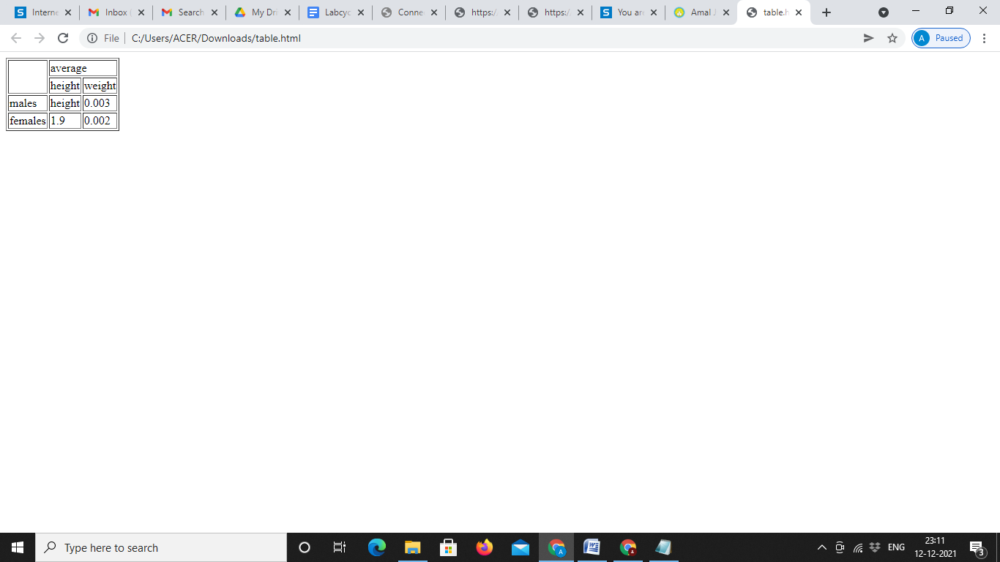 Interne Inbox ( Search My Dri Labcyc Conne https:/ https:/ You are Amal J table.h
File C:/Users/ACER/Downloads/table.html A Paused
average
height weight
males height 0.003
females 1.9 0.002
Type here to search A ENG 23:11
12-12-2021 3